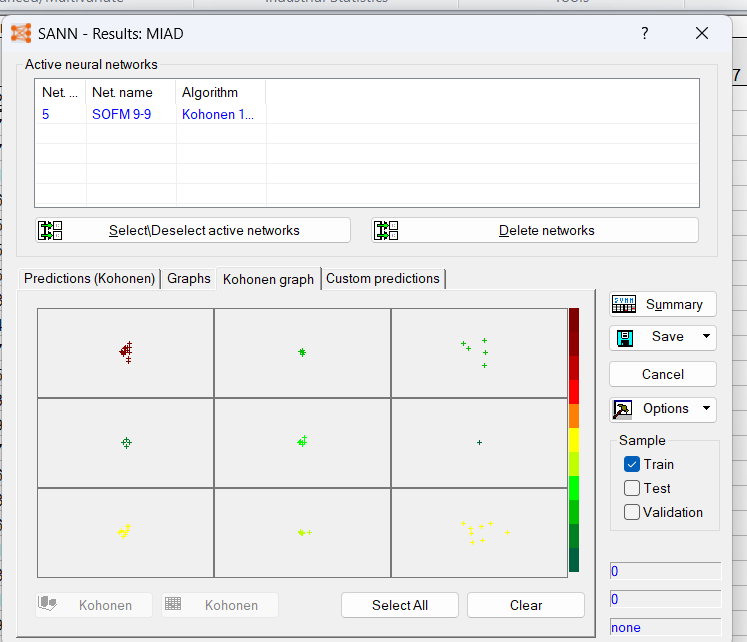 SANN - Results: MIAD
?
7
Active neural networks
Net. ... Net. name Algorithm
5 SOFM 9-9 Kohonen 1...
Select\Deselect active networks
Delete networks
Predictions (Kohonen) Graphs Kohonen graph Custom predictions
Summary
Save
Cancel
Options
Sample
Train
Test
Validation
0
0
none
Kohonen
Kohonen
Select All
Clear